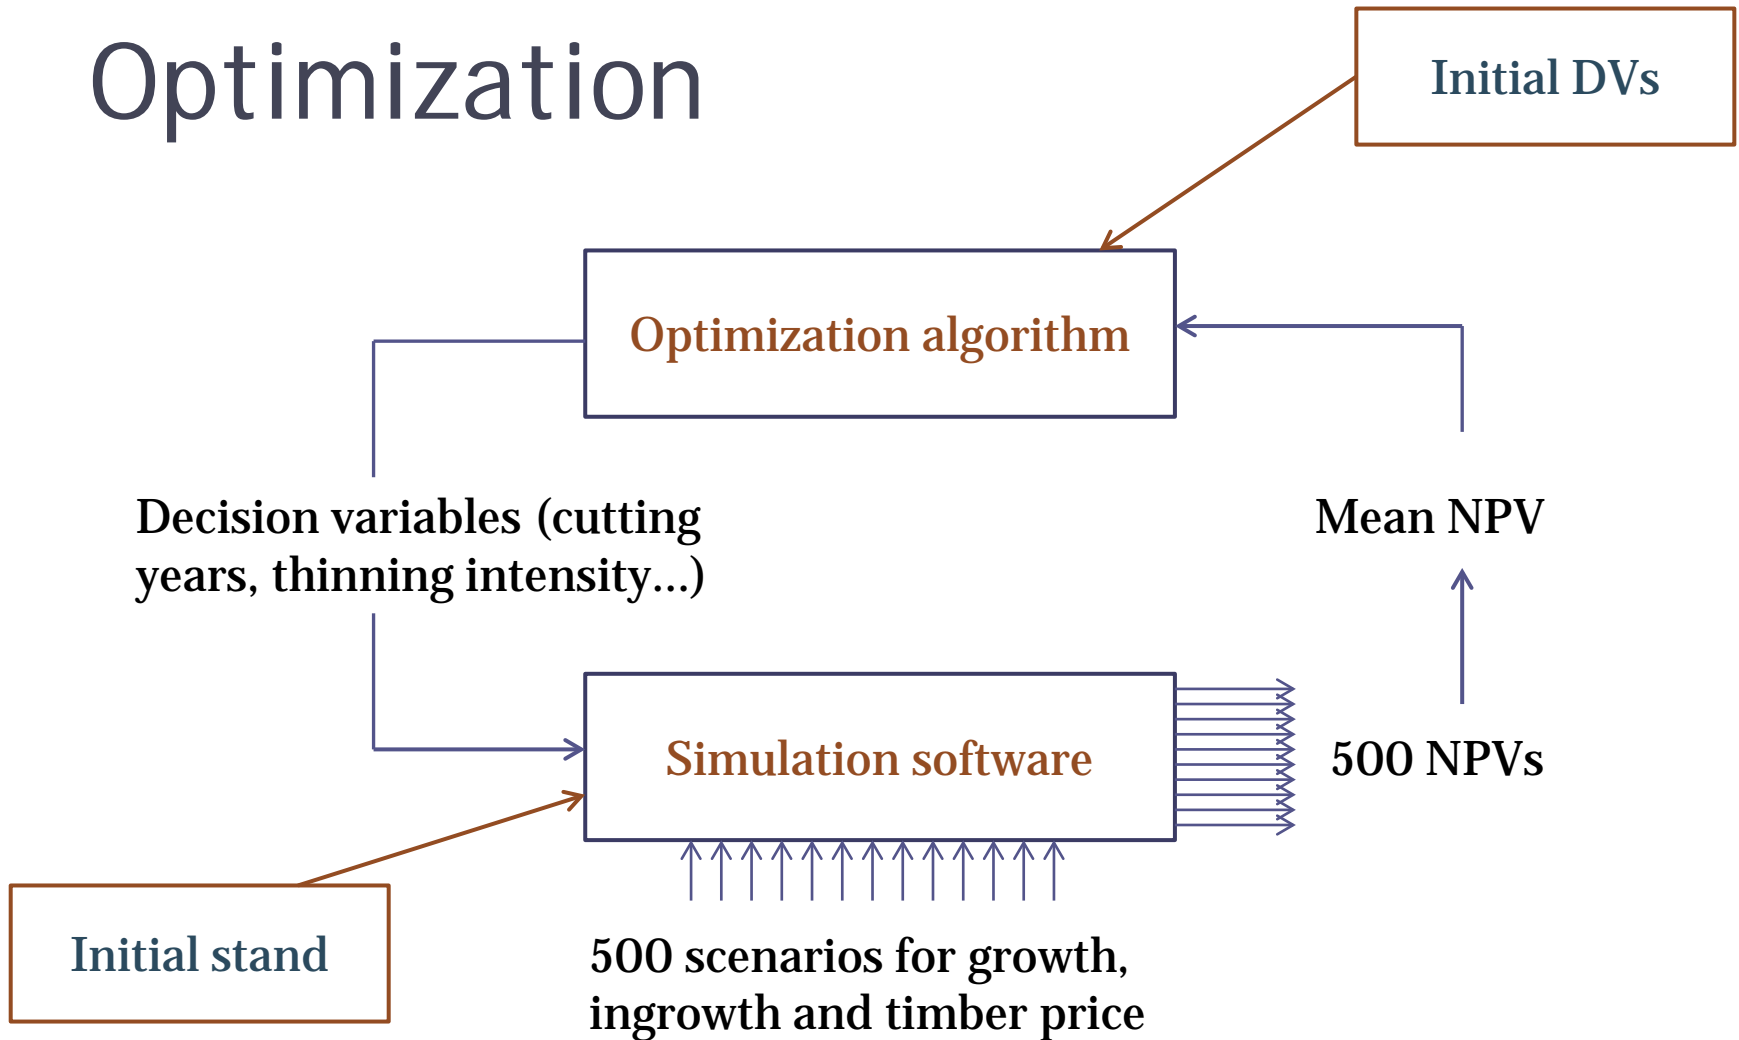 Optimization
Initial DVs
Optimization algorithm
Decision variables (cutting
years, thinning intensity...)
Mean NPV
Simulation software
500 NPVs
Initial stand
500 scenarios for growth,
ingrowth and timber price